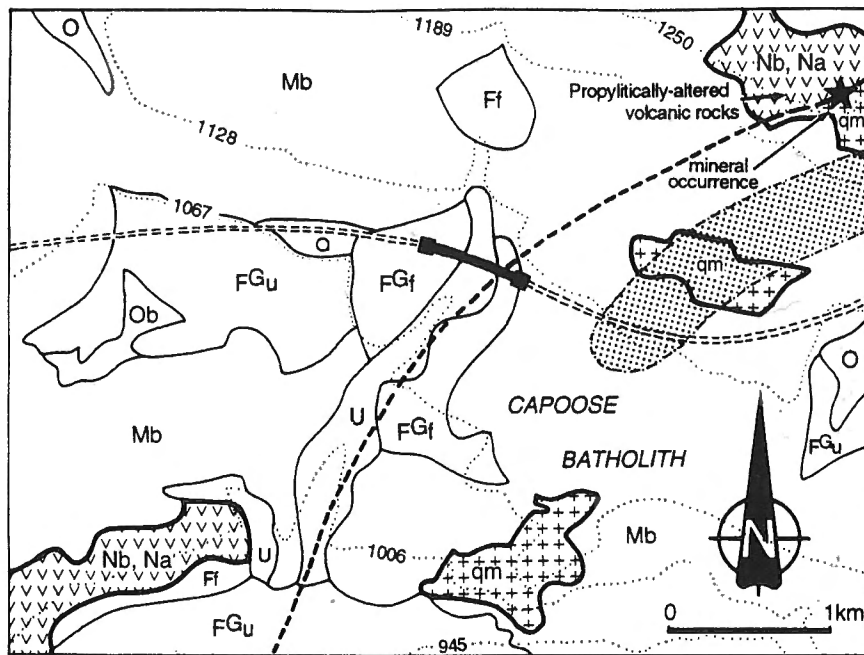 O
1189
1250
Nb, Na
Mb
Ff
Propylitically-altered
volcanic rocks
qm
1128
mineral
occurrence
1067
O
qm
FGu
FGf
Ob
O
U
CAPOOSE
FGf
FGu
BATHOLITH
Mb
N
Nb, Na
U
1006
Mb
Ff
qm
0 1km
FGu
945